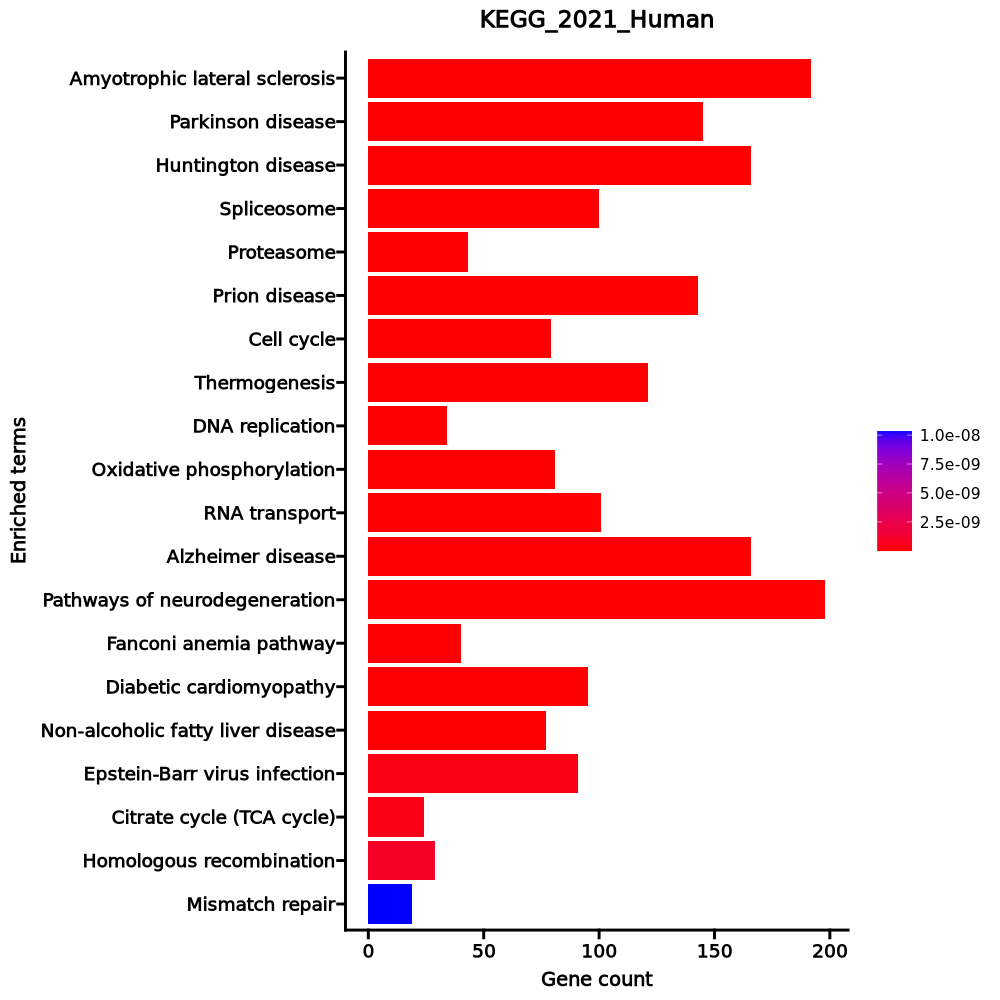 KEGG_2021_Human
Amyotrophic lateral sclerosis
Parkinson disease
Huntington disease
Spliceosome
Proteasome
Prion disease
Cell cycle
Thermogenesis
DNA replication
Oxidative phosphorylation
RNA transport
Alzheimer disease
Pathways of neurodegeneration
Fanconi anemia pathway
Diabetic cardiomyopathy
Non-alcoholic fatty liver disease
Epstein-Barr virus infection
Citrate cycle (TCA cycle)
Homologous recombination
Mismatch repair
Enriched terms
0 50 100 150 200
Gene count
1.0e-08
7.5e-09
5.0e-09
2.5e-09